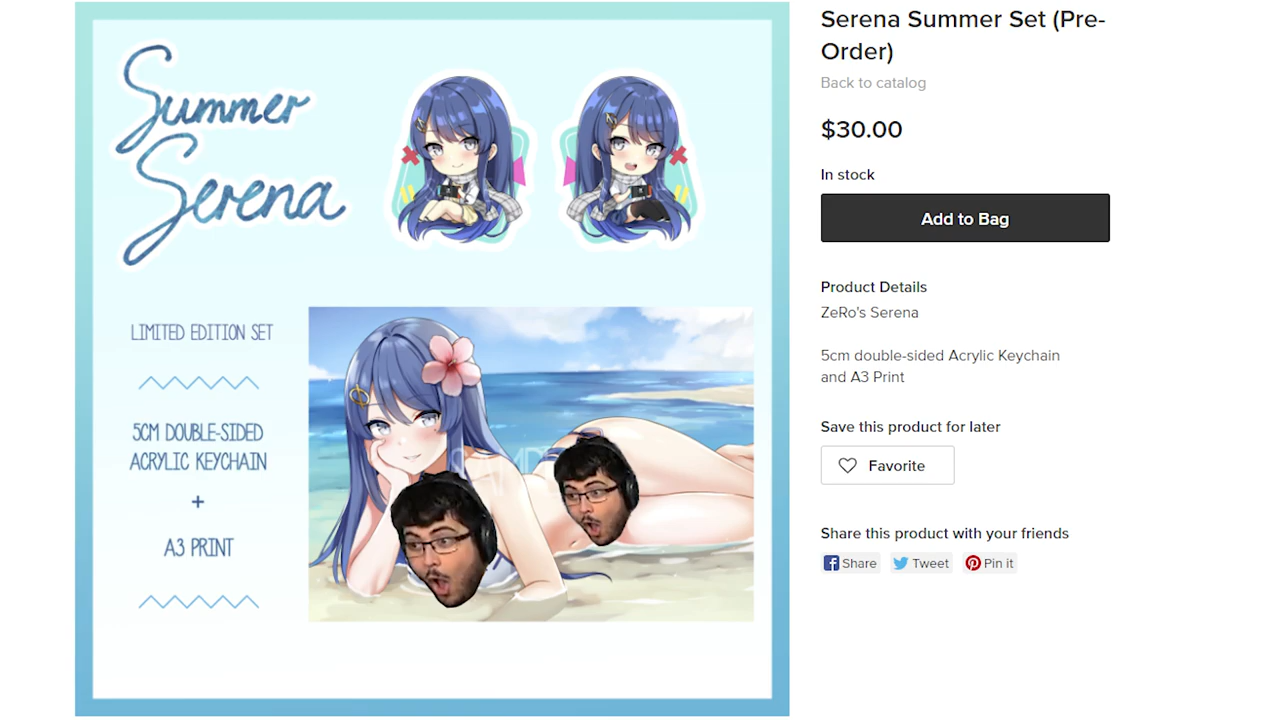 Summer
Serena
LIMITED EDITION SET
5CM DOUBLE-SIDED
ACRYLIC KEYCHAIN
+
A3 PRINT
SAMPLE
Serena Summer Set (Pre-
Order)
Back to catalog
$30.00
In stock
Add to Bag
Product Details
ZeRo's Serena
5cm double-sided Acrylic Keychain
and A3 Print
Save this product for later
Favorite
Share this product with your friends
Share
Tweet
Pin it